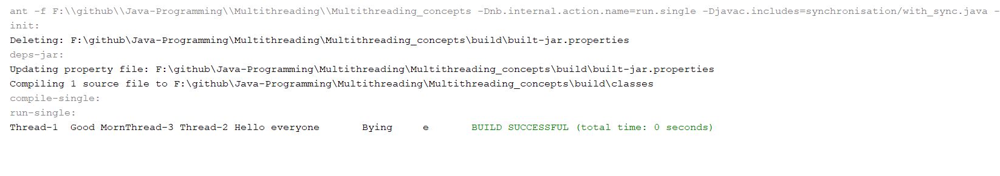 ant -f F:\\github\\Java-Programming\\Multithreading\\Multithreading_concepts -Dnb.internal.action.name=run.single -Djavac.includes=synchronisation/with_sync.java -
init:
Deleting: F:\github\Java-Programming\Multithreading\Multithreading_concepts\build\built-jar.properties
deps-jar:
Updating property file: F:\github\Java-Programming\Multithreading\Multithreading_concepts\build\built-jar.properties
Compiling 1 source file to F:\github\Java-Programming\Multithreading\Multithreading_concepts\build\classes
compile-single:
run-single:
Thread-1  Good MornThread-3 Thread-2 Hello everyone       Bying     e       BUILD SUCCESSFUL (total time: 0 seconds)